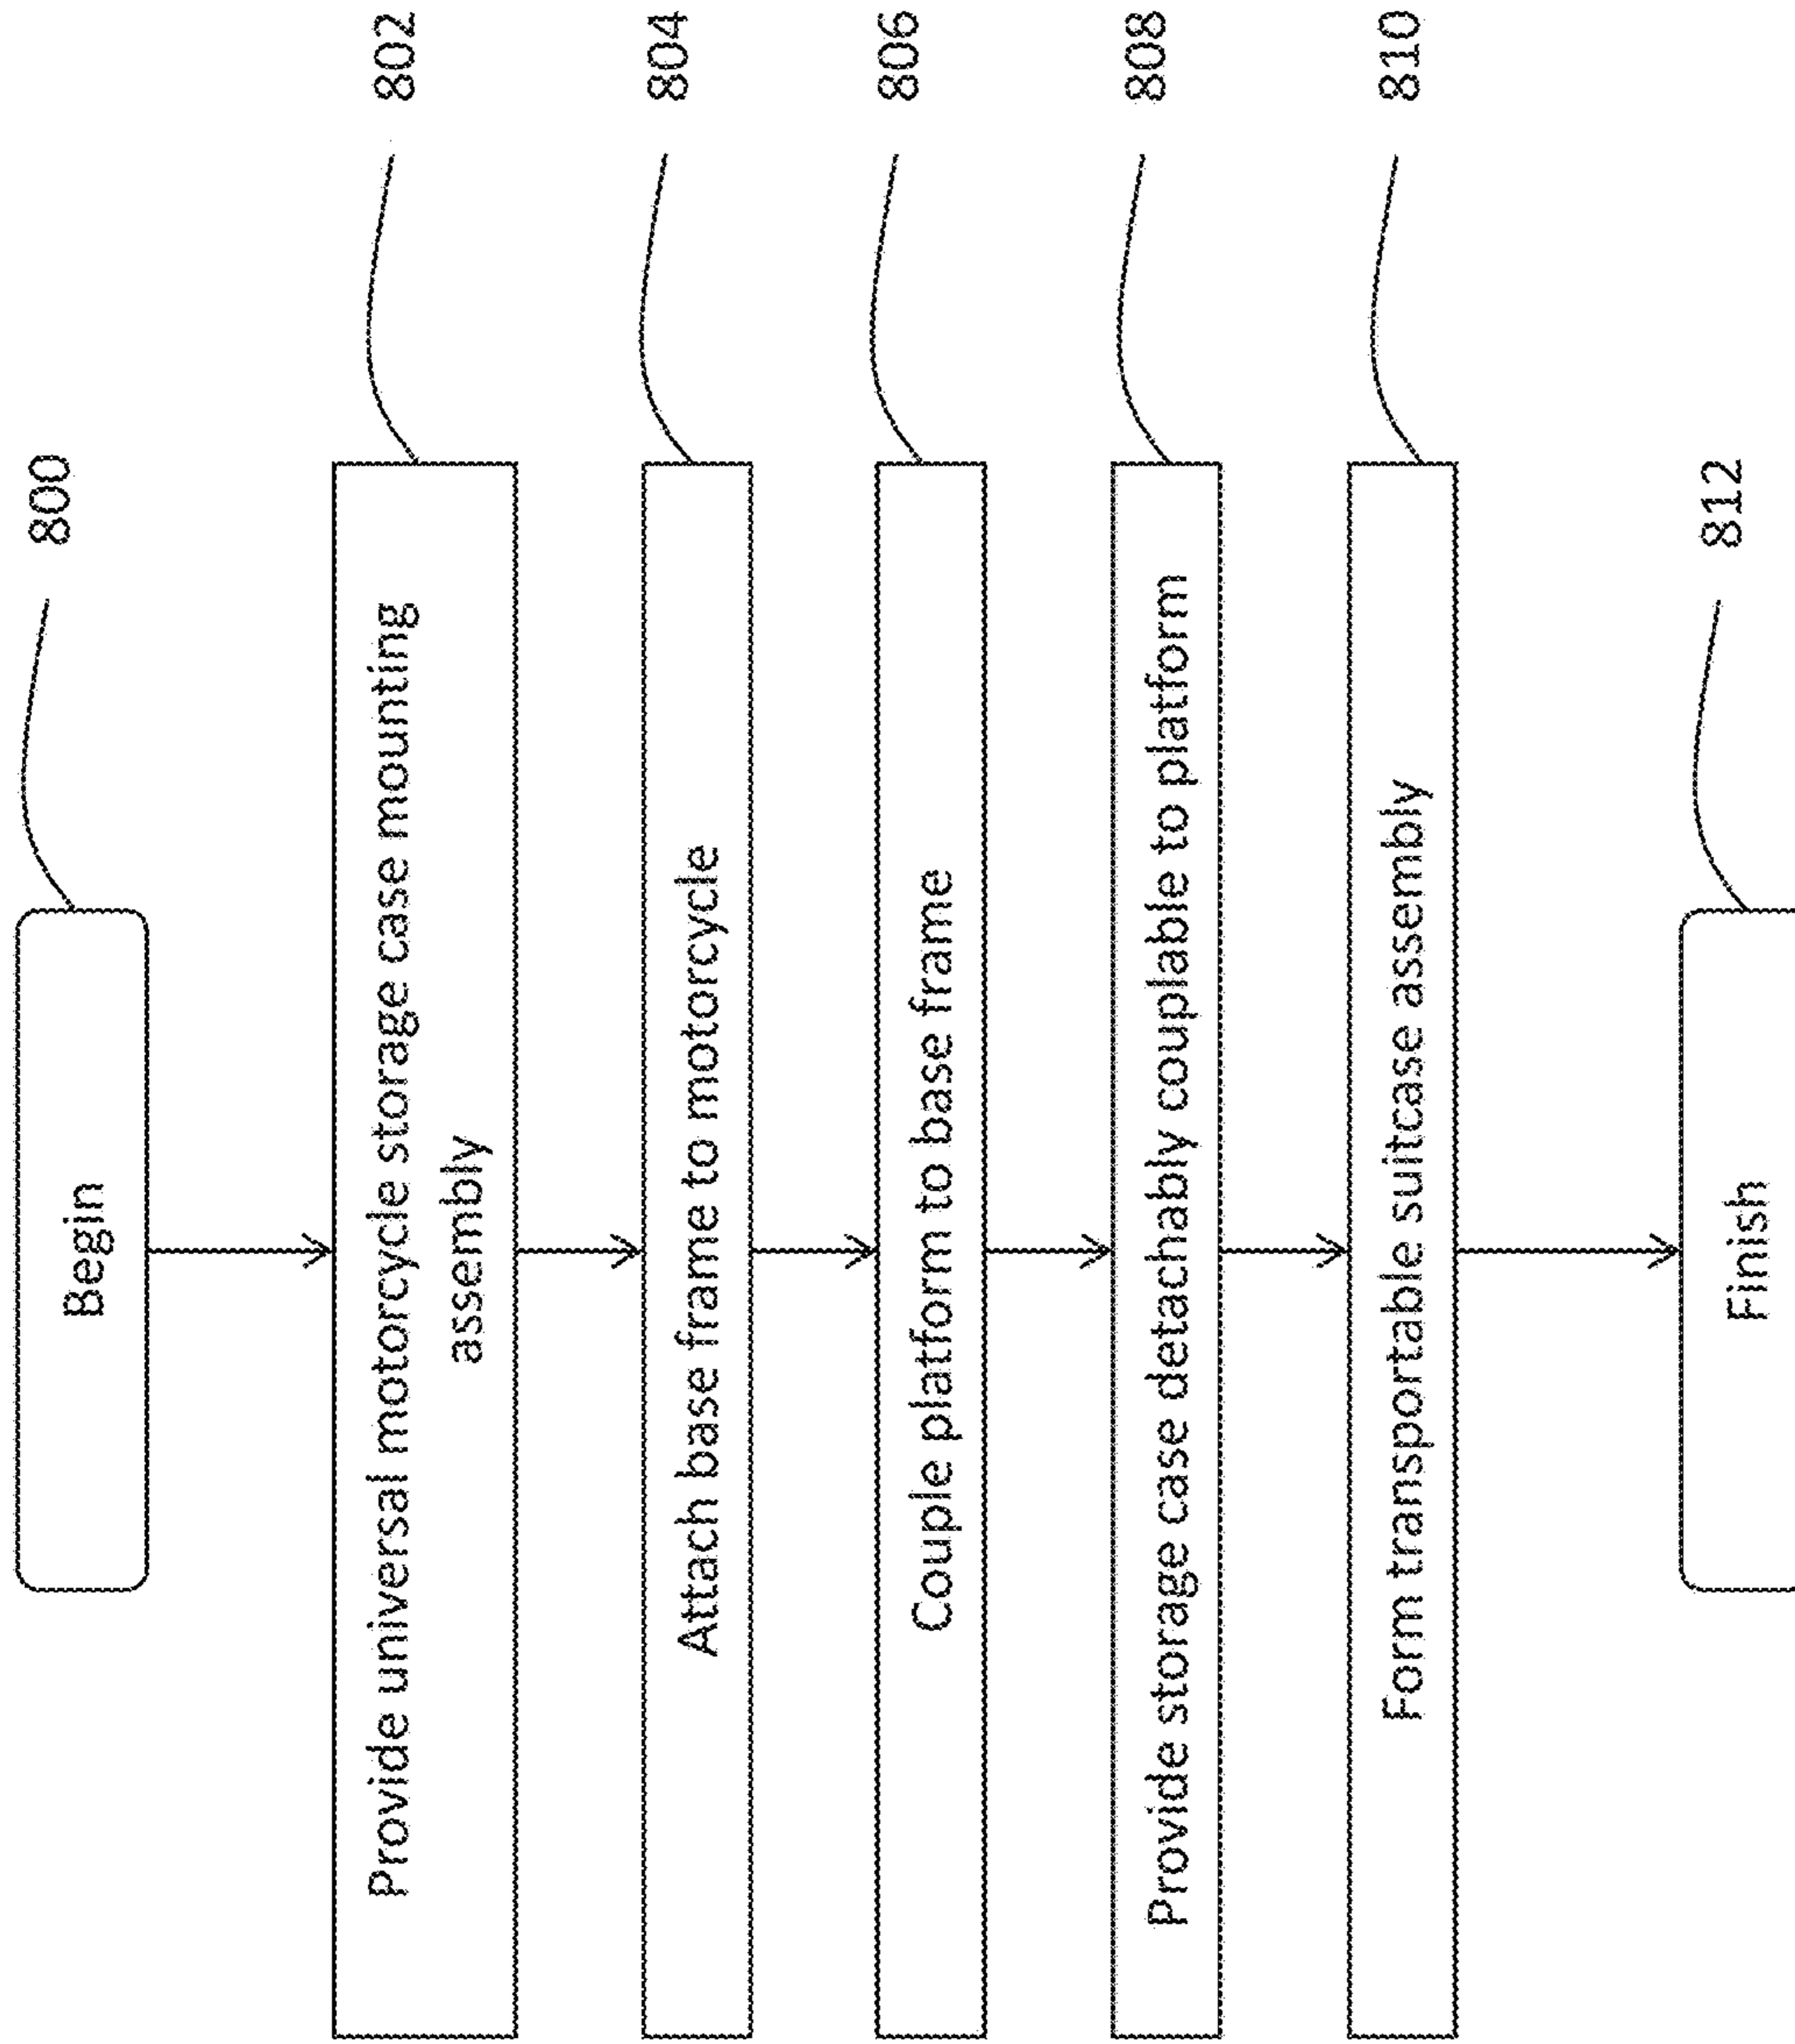 Begin
800
Provide universal motorcycle storage case mounting
assembly
802
Attach base frame to motorcycle
804
Couple platform to base frame
806
Provide storage case detachably couplable to platform
808
Form transportable suitcase assembly
810
Finish
812